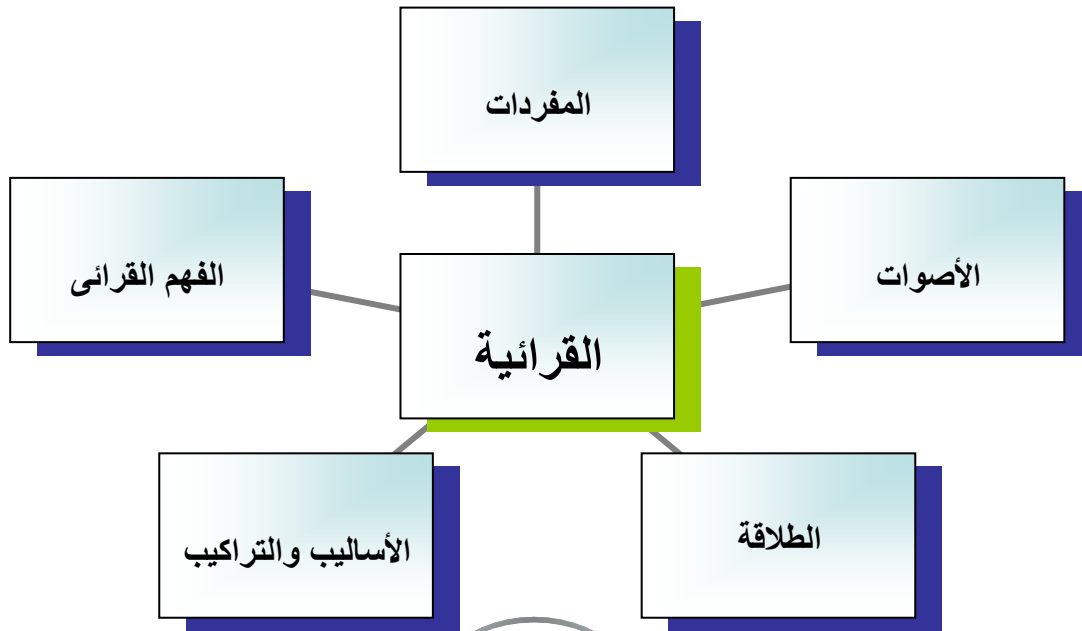 المفردات
الأصوات
الفهم القرائى
القرائية
الطلاقة
الأساليب والتراكيب